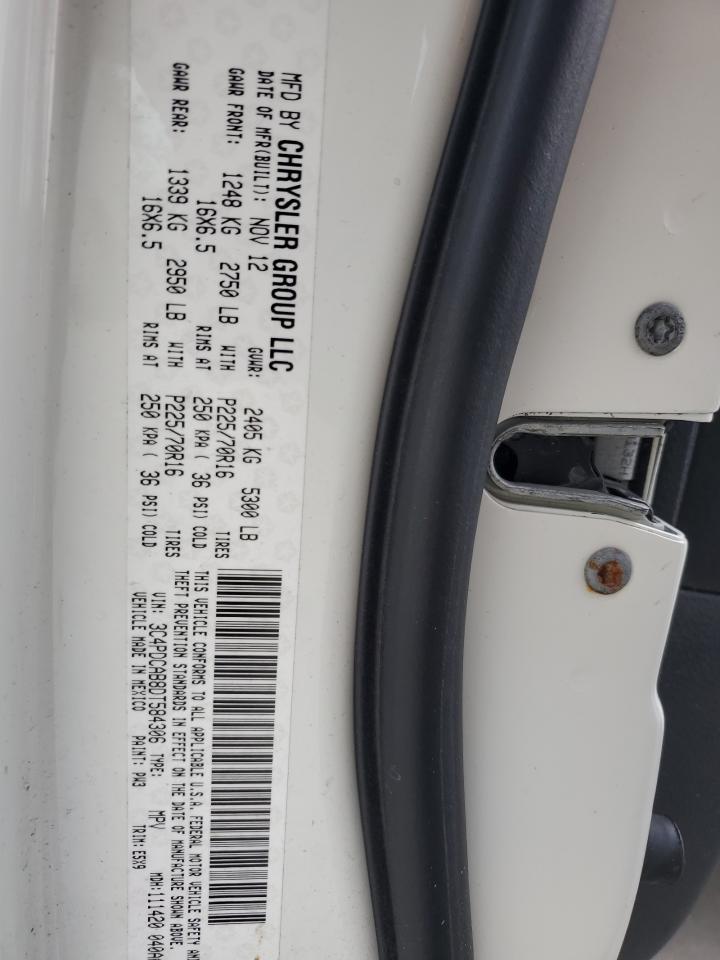 MFD BY CHRYSLER GROUP LLC
DATE OF MFR(BUILT): NOV 12 GVWR: 2405 KG 5300 LB
GAWR FRONT: 1248 KG 2750 LB WITH P225/70R16 TIRES
16X6.5 RIMS AT 250 KPA ( 36 PSI) COLD
GAWR REAR: 1339 KG 2950 LB WITH P225/70R16 TIRES
16X6.5 RIMS AT 250 KPA ( 36 PSI) COLD
THIS VEHICLE CONFORMS TO ALL APPLICABLE U.S.A. FEDERAL MOTOR VEHICLE SAFETY AND
THEFT PREVENTION STANDARDS IN EFFECT ON THE DATE OF MANUFACTURE SHOWN ABOVE.
VIN: 3C4PDCAB8DT584306 TYPE: MPV MDH:111420 040A
VEHICLE MADE IN MEXICO PAINT: PW3 TRIM: E5X9